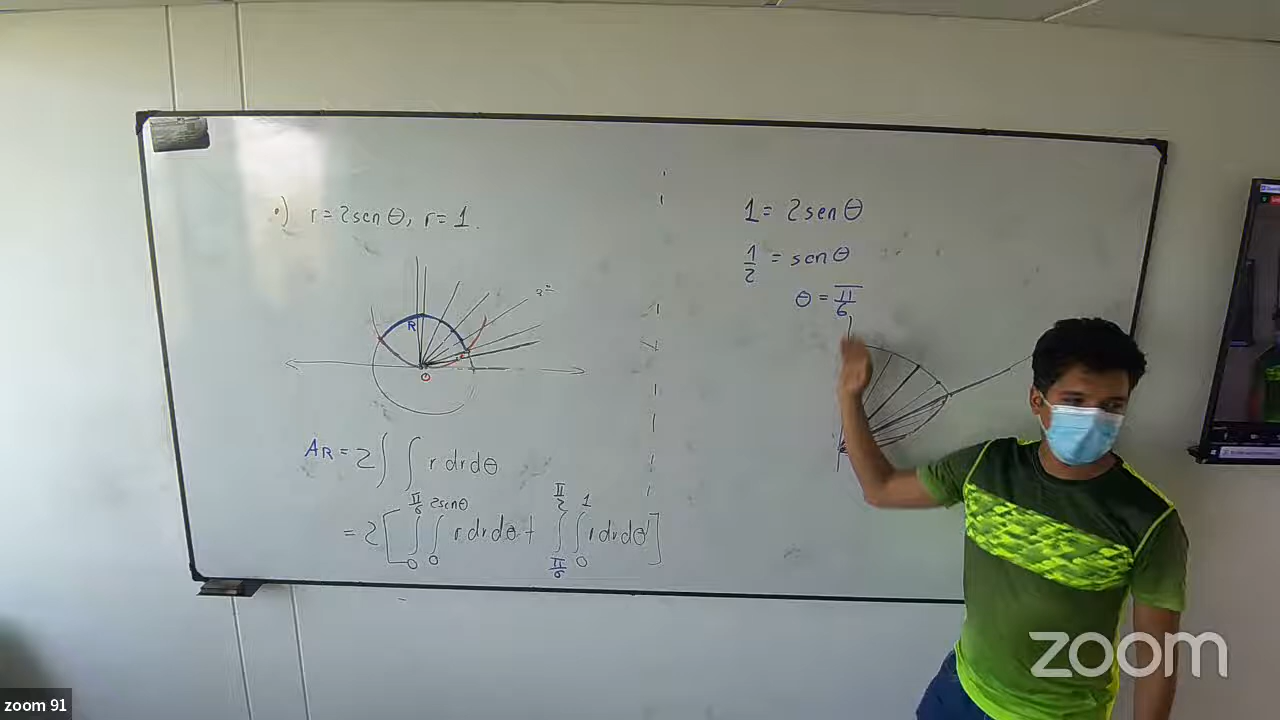 •) r=2sen θ, r=1.
R
O
A_R = 2∫∫ r dr dθ
= 2[∫_0^{π/6} ∫_0^{2senθ} r dr dθ + ∫_{π/6}^{π/2} ∫_0^1 r dr dθ]
1 = 2sen θ
1/2 = sen θ
θ = π/6
zoom
zoom 91